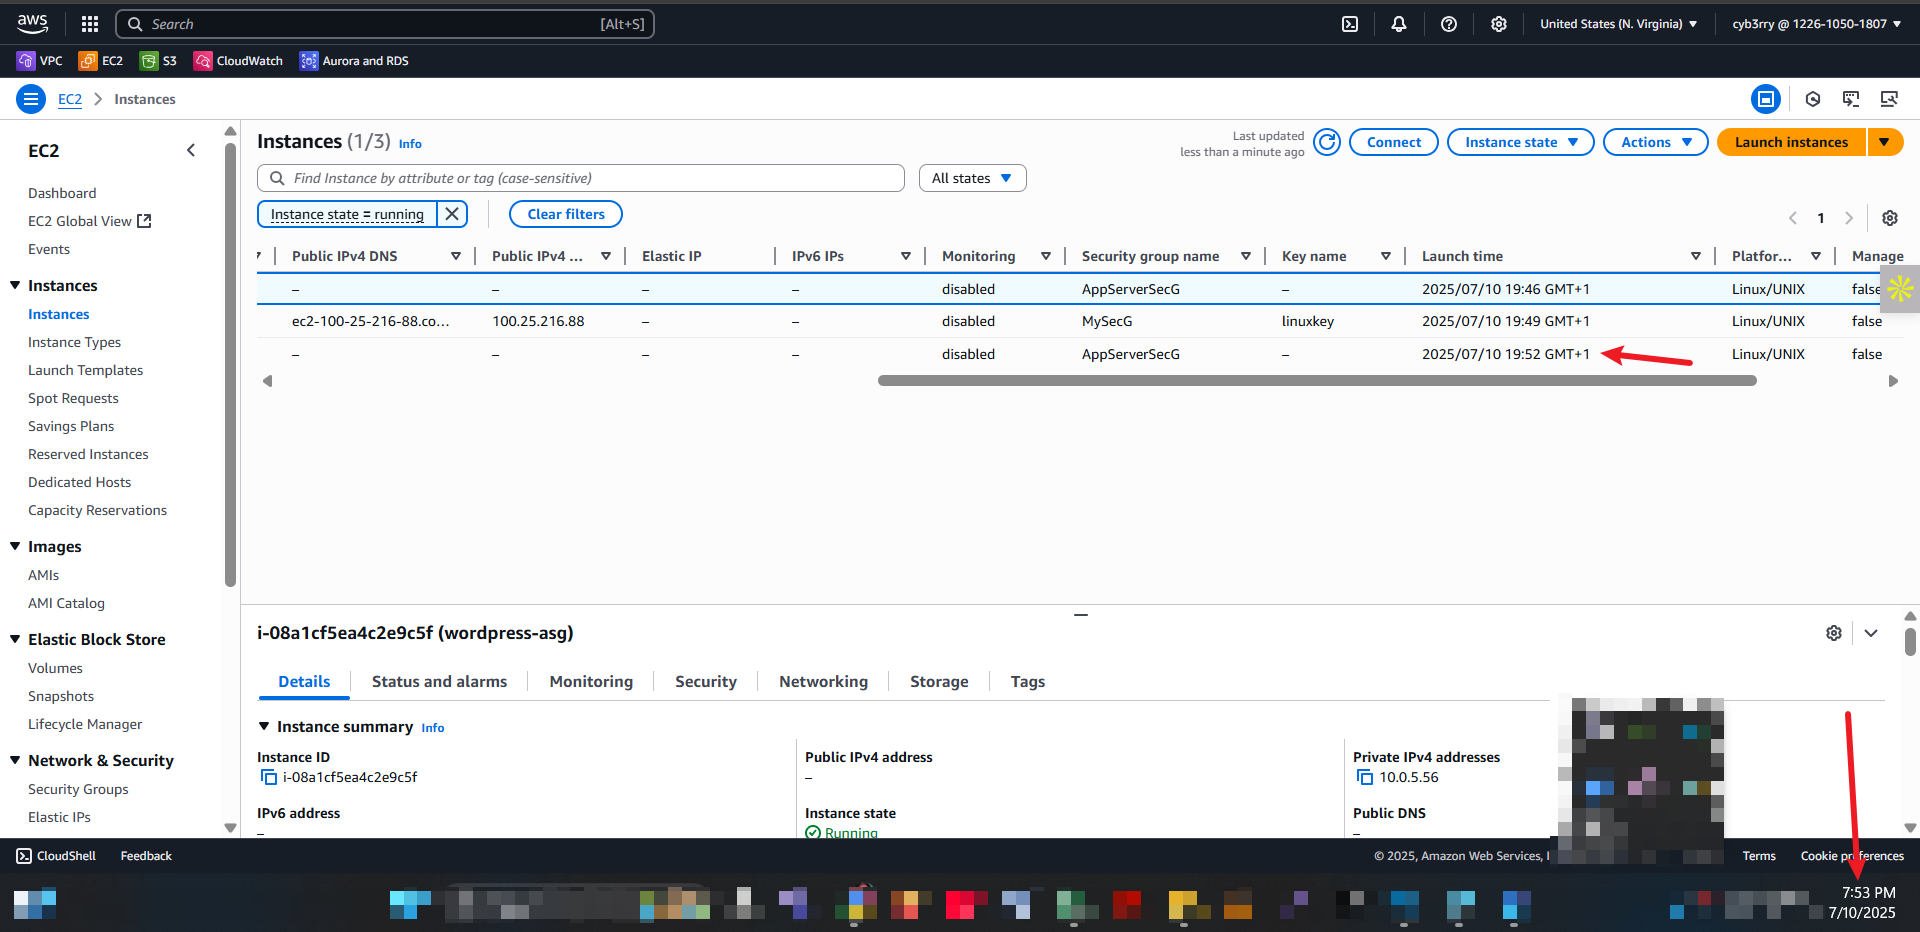 aws
Search [Alt+S]
United States (N. Virginia)
cyb3rry @ 1226-1050-1807
VPC EC2 S3 CloudWatch Aurora and RDS
EC2 Instances
EC2
Dashboard
EC2 Global View
Events
Instances
Instances
Instance Types
Launch Templates
Spot Requests
Savings Plans
Reserved Instances
Dedicated Hosts
Capacity Reservations
Images
AMIs
AMI Catalog
Elastic Block Store
Volumes
Snapshots
Lifecycle Manager
Network & Security
Security Groups
Elastic IPs
Instances (1/3) Info
Last updated
less than a minute ago
Connect Instance state Actions Launch instances
Find Instance by attribute or tag (case-sensitive)
All states
Instance state = running
Clear filters
1
Public IPv4 DNS Public IPv4 ... Elastic IP IPv6 IPs Monitoring Security group name Key name Launch time Platfor... Manage
– – – – disabled AppServerSecG – 2025/07/10 19:46 GMT+1 Linux/UNIX false
ec2-100-25-216-88.co... 100.25.216.88 – – disabled MySecG linuxkey 2025/07/10 19:49 GMT+1 Linux/UNIX false
– – – – disabled AppServerSecG – 2025/07/10 19:52 GMT+1 Linux/UNIX false
i-08a1cf5ea4c2e9c5f (wordpress-asg)
Details Status and alarms Monitoring Security Networking Storage Tags
Instance summary Info
Instance ID
i-08a1cf5ea4c2e9c5f
Public IPv4 address
–
Private IPv4 addresses
10.0.5.56
IPv6 address
–
Instance state
Running
Public DNS
–
CloudShell Feedback
© 2025, Amazon Web Services, I
Terms Cookie preferences
7:53 PM
7/10/2025